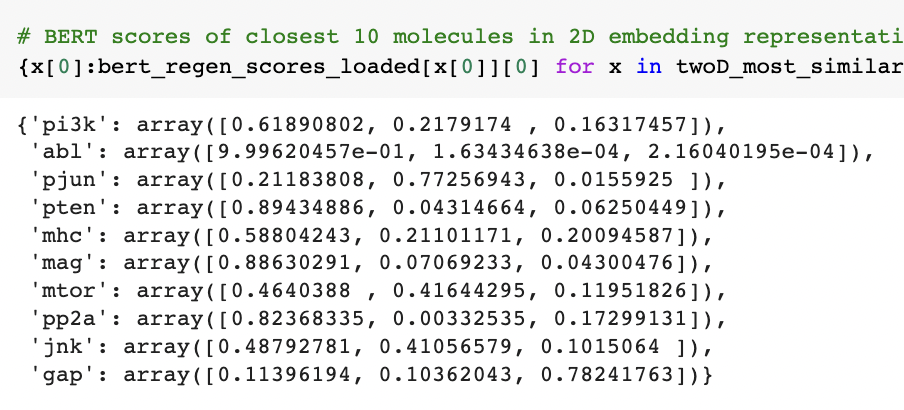 # BERT scores of closest 10 molecules in 2D embedding representati
{x[0]:bert_regen_scores_loaded[x[0]][0] for x in twoD_most_similar
{'pi3k': array([0.61890802, 0.2179174 , 0.16317457]),
 'abl': array([9.99620457e-01, 1.63434638e-04, 2.16040195e-04]),
 'pjun': array([0.21183808, 0.77256943, 0.0155925 ]),
 'pten': array([0.89434886, 0.04314664, 0.06250449]),
 'mhc': array([0.58804243, 0.21101171, 0.20094587]),
 'mag': array([0.88630291, 0.07069233, 0.04300476]),
 'mtor': array([0.4640388 , 0.41644295, 0.11951826]),
 'pp2a': array([0.82368335, 0.00332535, 0.17299131]),
 'jnk': array([0.48792781, 0.41056579, 0.1015064 ]),
 'gap': array([0.11396194, 0.10362043, 0.78241763])}